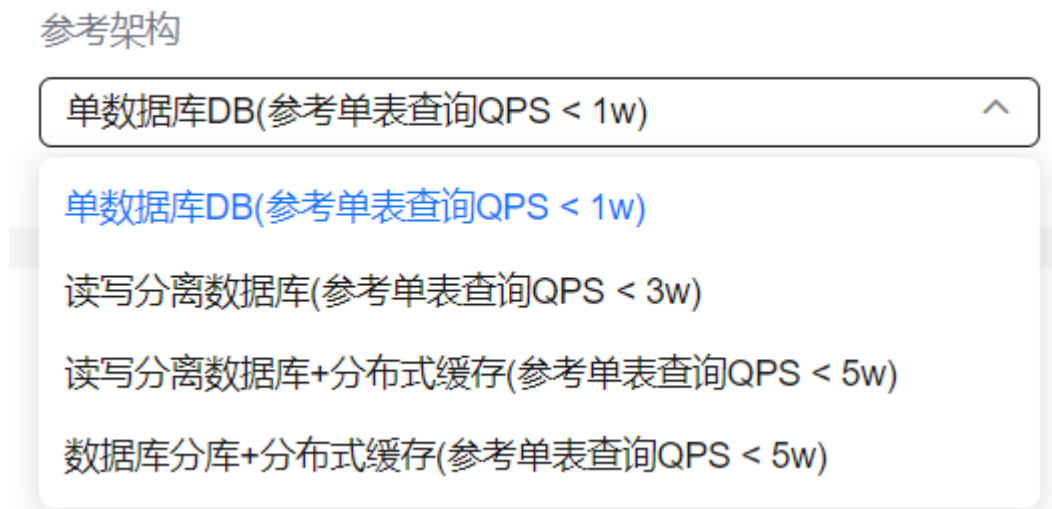 参考架构
单数据库DB(参考单表查询QPS < 1w)
单数据库DB(参考单表查询QPS < 1w)
读写分离数据库(参考单表查询QPS < 3w)
读写分离数据库+分布式缓存(参考单表查询QPS < 5w)
数据库分库+分布式缓存(参考单表查询QPS < 5w)